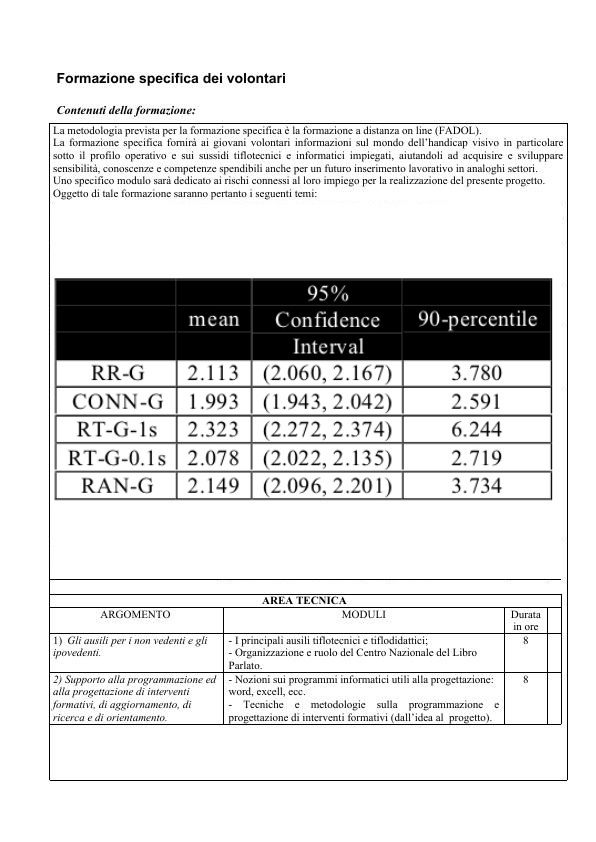 Formazione specifica dei volontari
Contenuti della formazione:
La metodologia prevista per la formazione specifica è la formazione a distanza on line (FADOL).
La formazione specifica fornirà ai giovani volontari informazioni sul mondo dell’handicap visivo in particolare
sotto il profilo operativo e sui sussidi tiflotecnici e informatici impiegati, aiutandoli ad acquisire e sviluppare
sensibilità, conoscenze e competenze spendibili anche per un futuro inserimento lavorativo in analoghi settori.
Uno specifico modulo sarà dedicato ai rischi connessi al loro impiego per la realizzazione del presente progetto.
Oggetto di tale formazione saranno pertanto i seguenti temi:
mean 95% Confidence Interval 90-percentile
RR-G 2.113 (2.060, 2.167) 3.780
CONN-G 1.993 (1.943, 2.042) 2.591
RT-G-1s 2.323 (2.272, 2.374) 6.244
RT-G-0.1s 2.078 (2.022, 2.135) 2.719
RAN-G 2.149 (2.096, 2.201) 3.734
AREA TECNICA
ARGOMENTO MODULI Durata
in ore
1) Gli ausili per i non vedenti e gli
ipovedenti.
- I principali ausili tiflotecnici e tiflodidattici;
- Organizzazione e ruolo del Centro Nazionale del Libro
Parlato.
8
2) Supporto alla programmazione ed
alla progettazione di interventi
formativi, di aggiornamento, di
ricerca e di orientamento.
- Nozioni sui programmi informatici utili alla progettazione:
word, excell, ecc.
- Tecniche e metodologie sulla programmazione e
progettazione di interventi formativi (dall’idea al progetto).
8